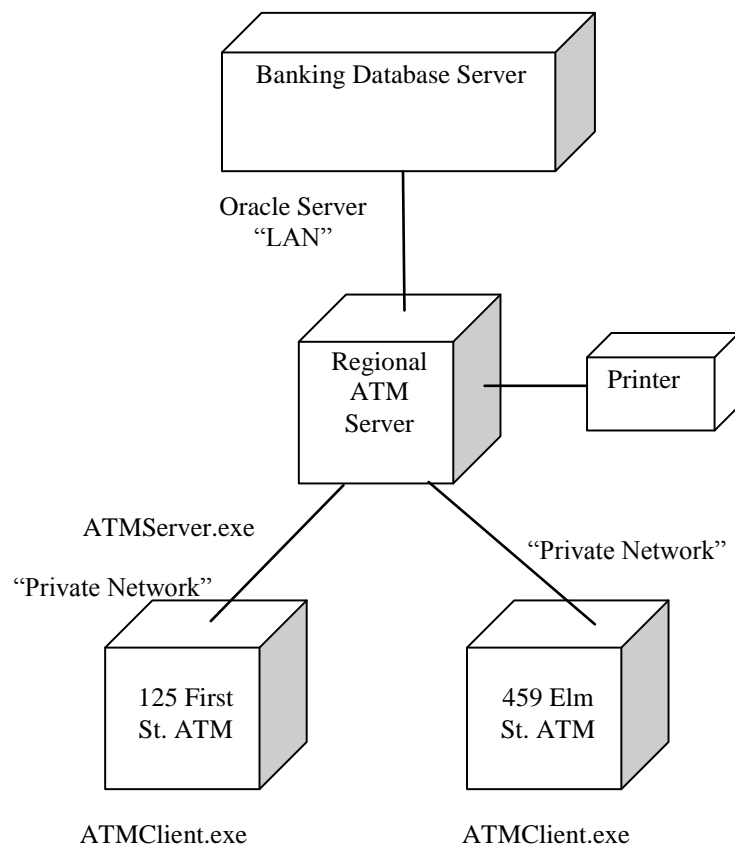 Banking Database Server
Oracle Server
“LAN”
Regional
ATM
Server
Printer
ATMServer.exe
“Private Network”
“Private Network”
125 First
St. ATM
459 Elm
St. ATM
ATMClient.exe
ATMClient.exe